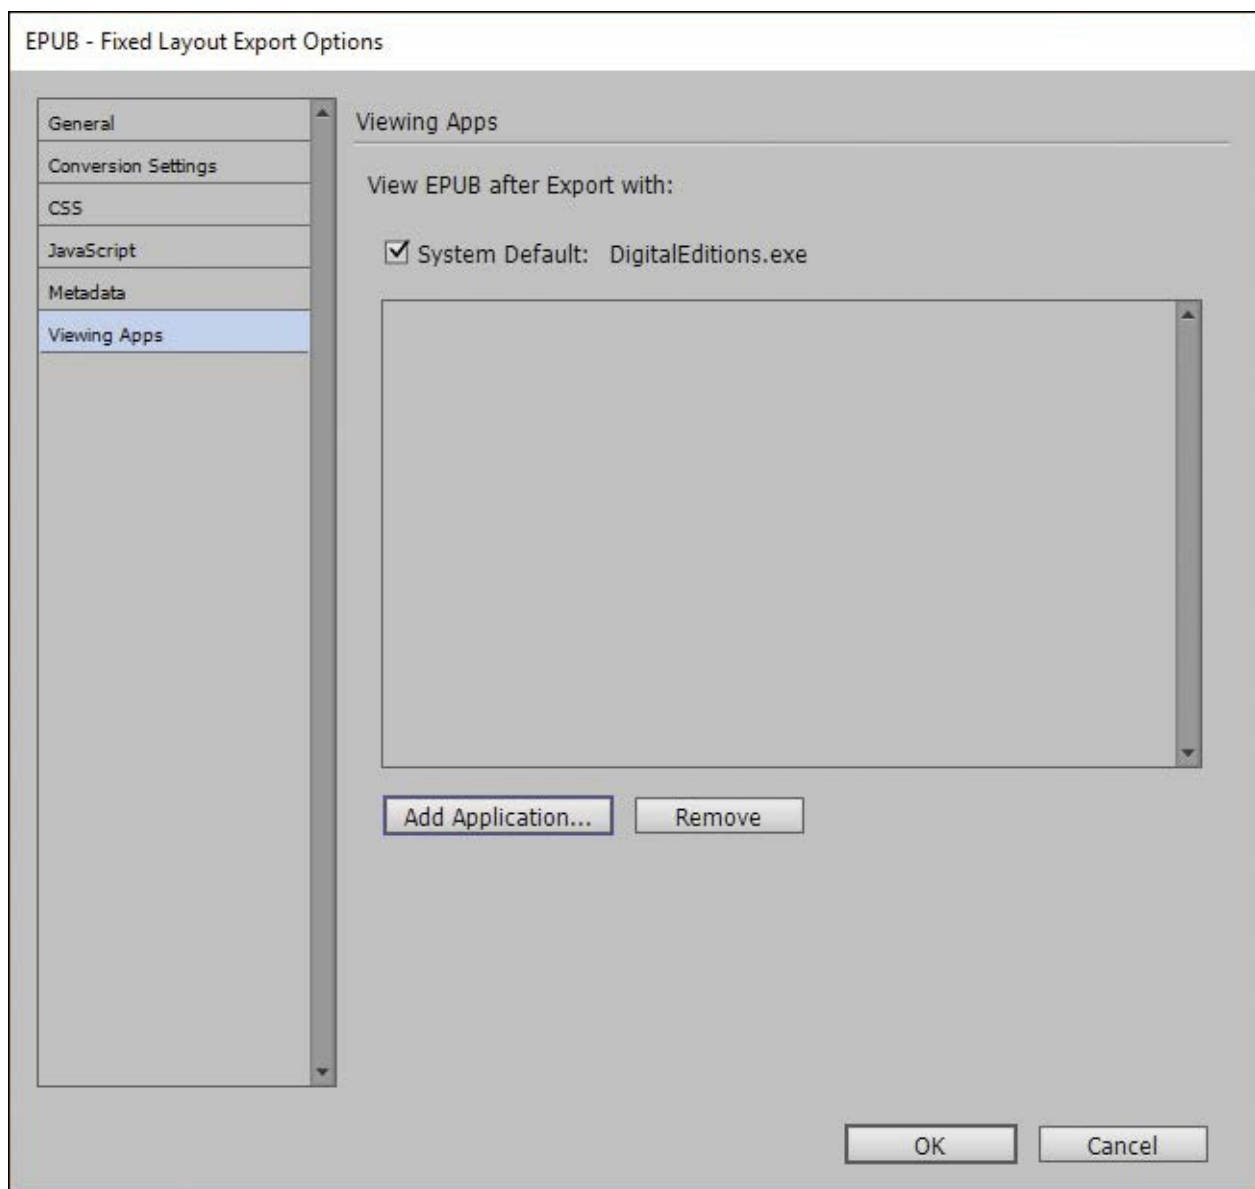 EPUB - Fixed Layout Export Options
General
Conversion Settings
CSS
JavaScript
Metadata
Viewing Apps
Viewing Apps
View EPUB after Export with:
System Default: DigitalEditions.exe
Add Application... Remove
OK Cancel